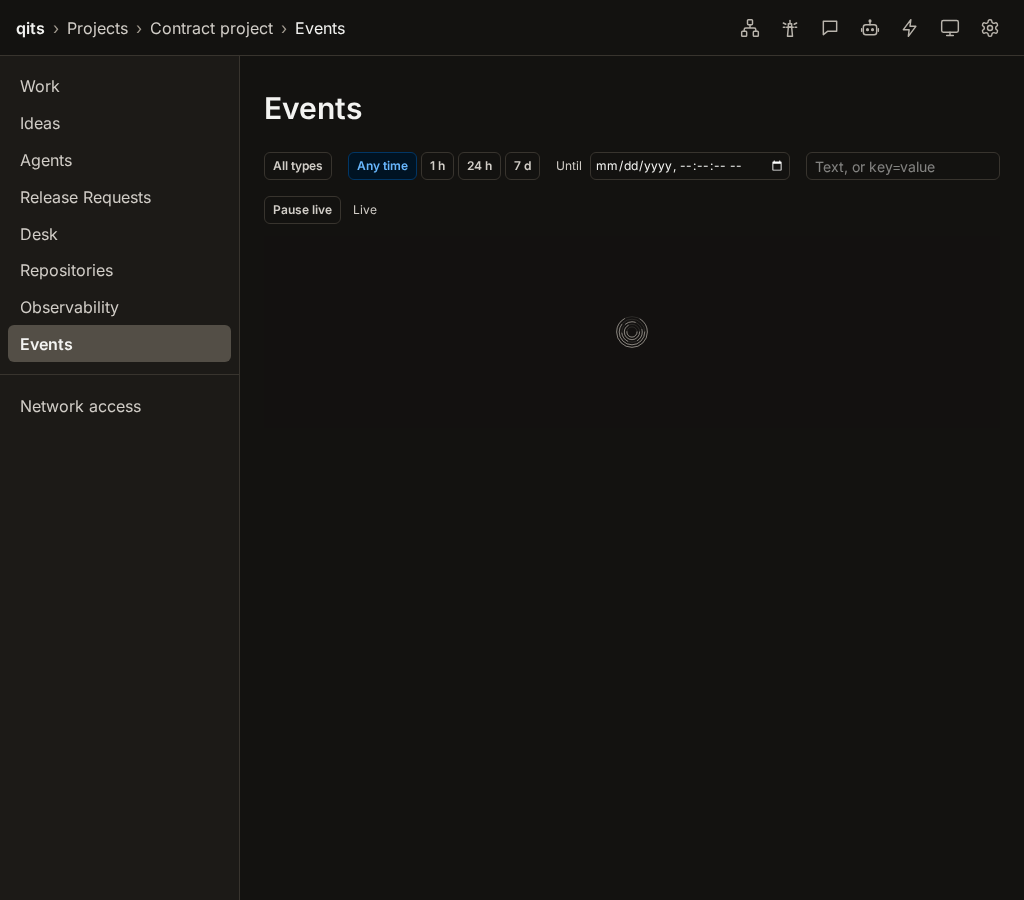 qits › Projects › Contract project › Events
Work
Ideas
Agents
Release Requests
Desk
Repositories
Observability
Events
Network access
Events
All types Any time 1 h 24 h 7 d Until mm/dd/yyyy, --:--:-- -- Text, or key=value
Pause live Live